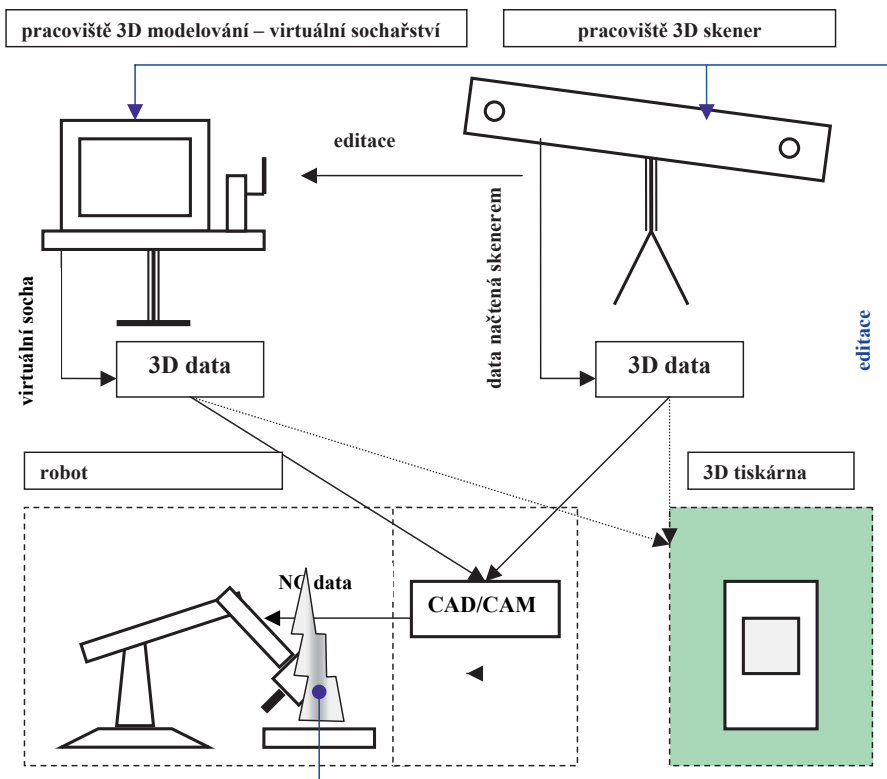 pracoviště 3D modelování – virtuální sochařství
pracoviště 3D skener
editace
virtuální socha
data načtená skenerem
editace
3D data
3D data
robot
3D tiskárna
NC data
CAD/CAM